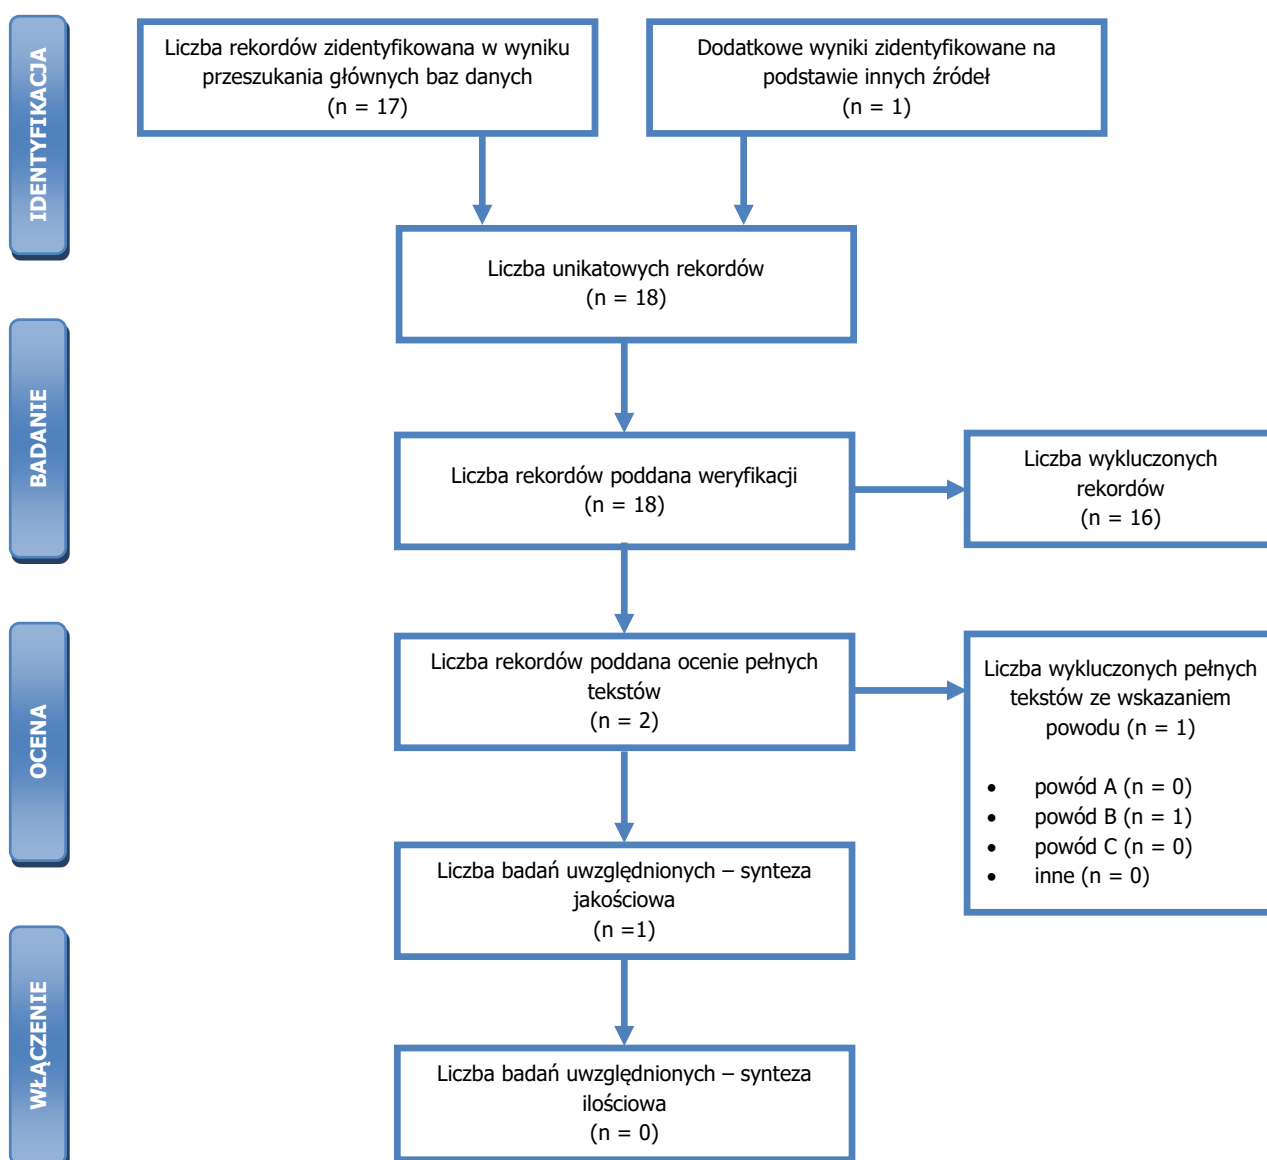 IDENTYFIKACJA
Liczba rekordów zidentyfikowana w wyniku
przeszukania głównych baz danych
(n = 17)
Dodatkowe wyniki zidentyfikowane na
podstawie innych źródeł
(n = 1)
Liczba unikatowych rekordów
(n = 18)
BADANIE
Liczba rekordów poddana weryfikacji
(n = 18)
Liczba wykluczonych
rekordów
(n = 16)
OCENA
Liczba rekordów poddana ocenie pełnych
tekstów
(n = 2)
Liczba wykluczonych pełnych
tekstów ze wskazaniem
powodu (n = 1)
• powód A (n = 0)
• powód B (n = 1)
• powód C (n = 0)
• inne (n = 0)
Liczba badań uwzględnionych – synteza
jakościowa
(n =1)
WŁĄCZENIE
Liczba badań uwzględnionych – synteza
ilościowa
(n = 0)